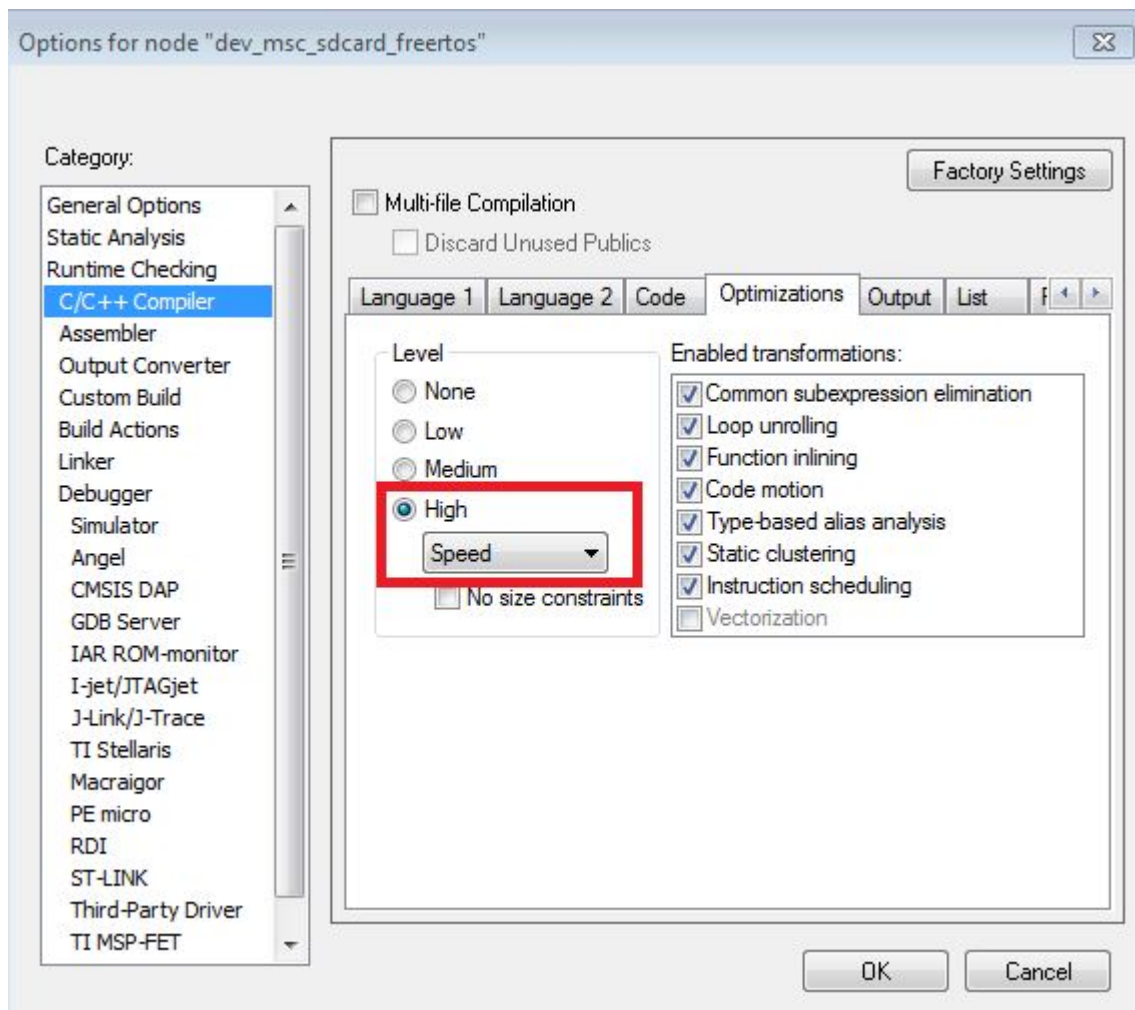 Options for node "dev_msc_sdcard_freertos"
Category:
General Options
Static Analysis
Runtime Checking
C/C++ Compiler
Assembler
Output Converter
Custom Build
Build Actions
Linker
Debugger
Simulator
Angel
CMSIS DAP
GDB Server
IAR ROM-monitor
I-jet/JTAGjet
J-Link/J-Trace
TI Stellaris
Macraigor
PE micro
RDI
ST-LINK
Third-Party Driver
TI MSP-FET
Factory Settings
Multi-file Compilation
Discard Unused Publics
Language 1 Language 2 Code Optimizations Output List
Level
None
Low
Medium
High
Speed
No size constraints
Enabled transformations:
Common subexpression elimination
Loop unrolling
Function inlining
Code motion
Type-based alias analysis
Static clustering
Instruction scheduling
Vectorization
OK Cancel